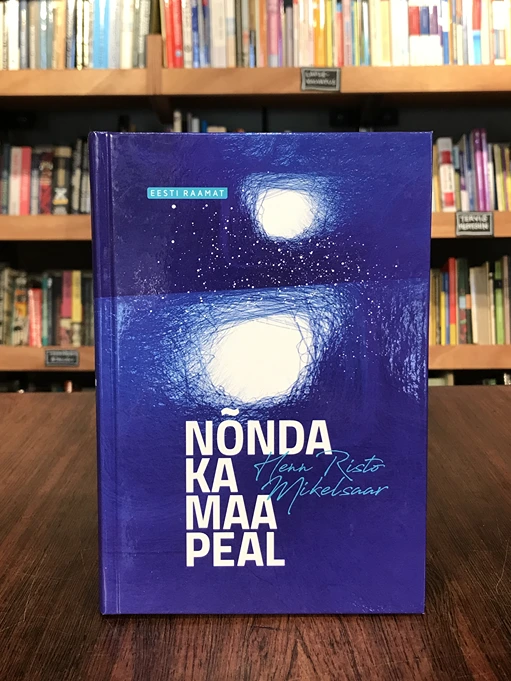 EESTI RAAMAT
NÕNDA
KA
MAA
PEAL
Henn Risto
Mikelsaar